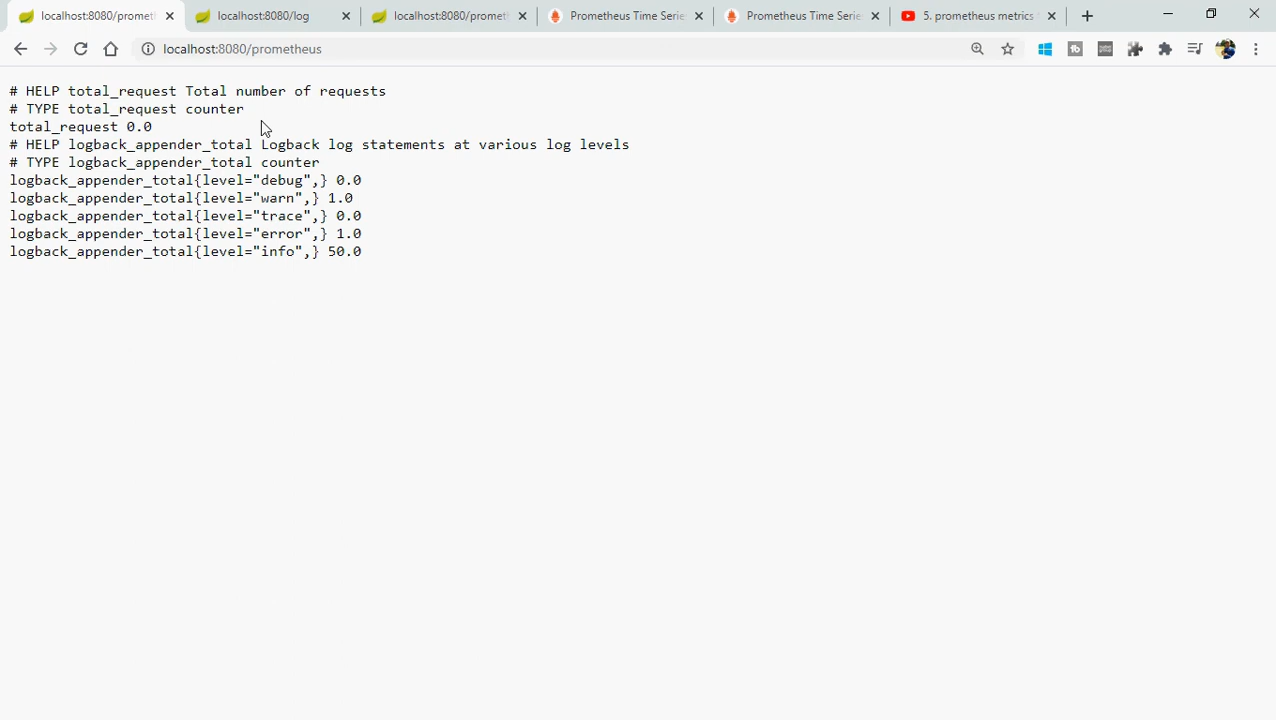 localhost:8080/prometh
localhost:8080/log
localhost:8080/promet
Prometheus Time Serie
Prometheus Time Serie
5. prometheus metrics
localhost:8080/prometheus
# HELP total_request Total number of requests
# TYPE total_request counter
total_request 0.0
# HELP logback_appender_total Logback log statements at various log levels
# TYPE logback_appender_total counter
logback_appender_total{level="debug",} 0.0
logback_appender_total{level="warn",} 1.0
logback_appender_total{level="trace",} 0.0
logback_appender_total{level="error",} 1.0
logback_appender_total{level="info",} 50.0